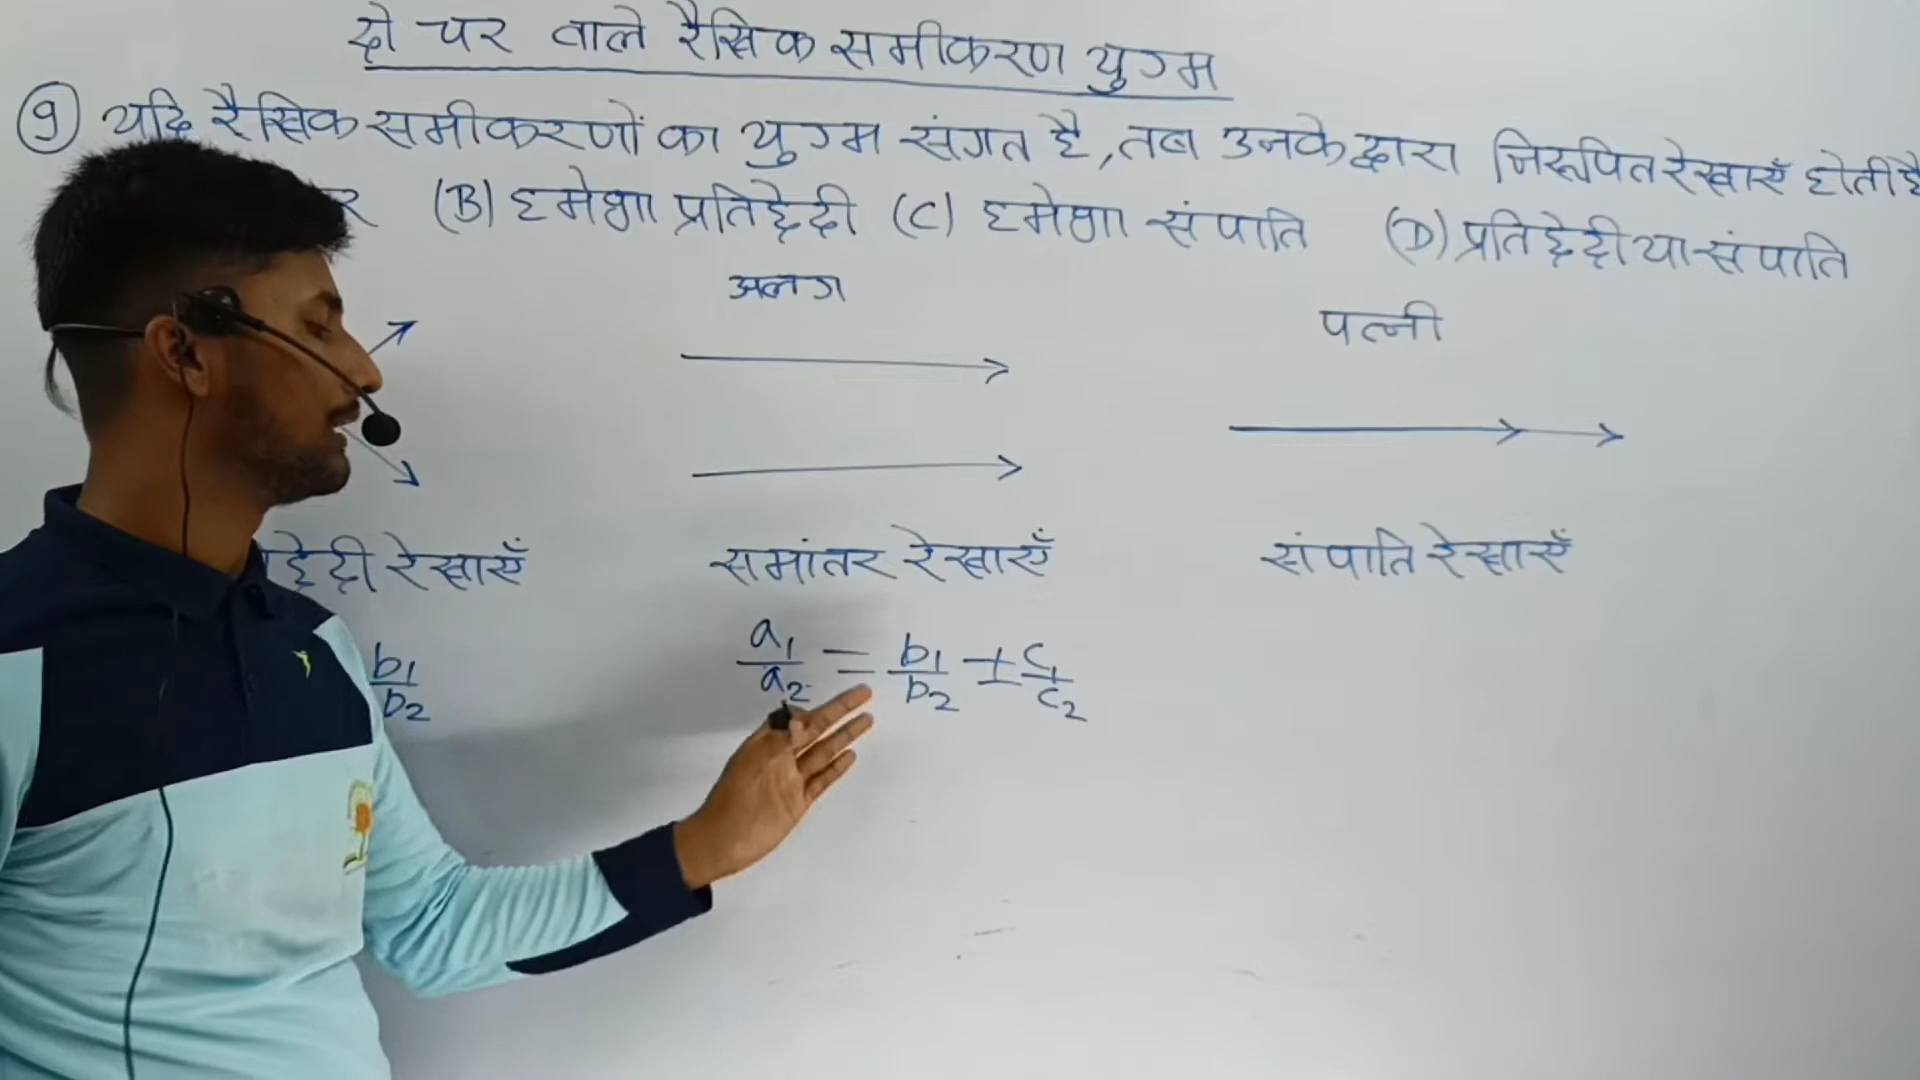 दो चर वाले रैखिक समीकरण युग्म
9 यदि रैखिक समीकरणों का युग्म संगत है, तब उनके द्वारा निरूपित रेखाएँ होती है
र (B) हमेशा प्रतिच्छेदी (C) हमेशा संपाति (D) प्रतिच्छेदी या संपाति
अलग
पत्नी
च्छेदी रेखाएँ समांतर रेखाएँ संपाति रेखाएँ
b₁/b₂ a₁/a₂ = b₁/b₂ ≠ c₁/c₂